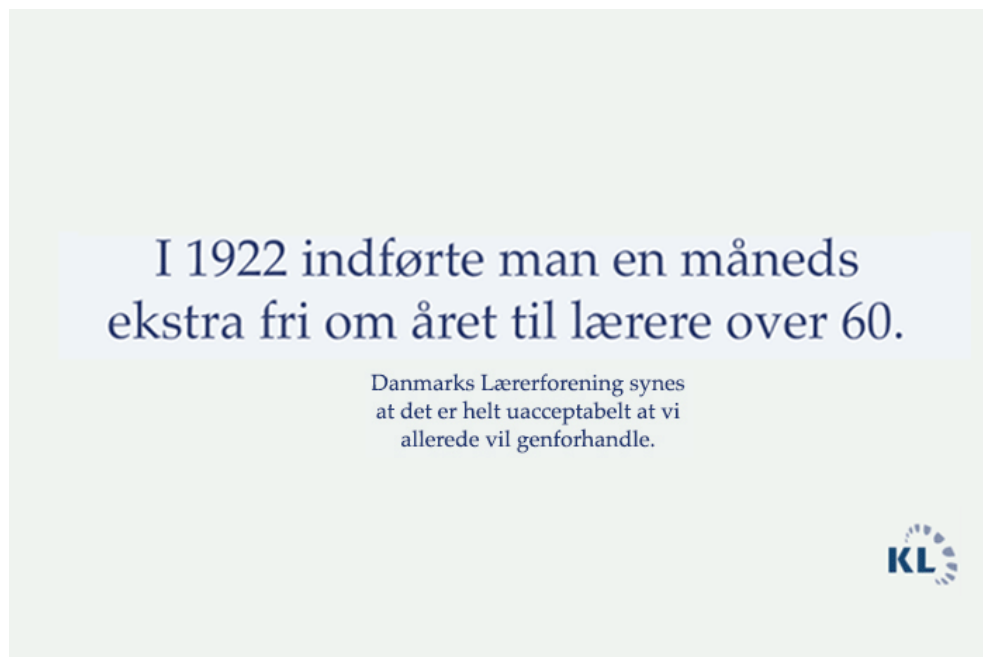 I 1922 indførte man en måneds
ekstra fri om året til lærere over 60.
Danmarks Lærerforening synes
at det er helt uacceptabelt at vi
allerede vil genforhandle.
KL